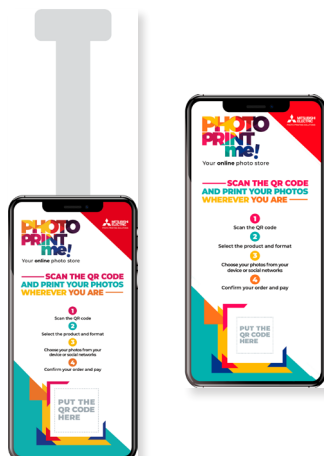 PHOTO
PRINT
me!
MITSUBISHI
ELECTRIC
Your online photo store
SCAN THE QR CODE
AND PRINT YOUR PHOTOS
WHEREVER YOU ARE
1
Scan the QR code
2
Select the product and format
3
Choose your photos from your
device or social networks
4
Confirm your order and pay
PUT THE
QR CODE
HERE
PHOTO
PRINT
me!
MITSUBISHI
ELECTRIC
Your online photo store
SCAN THE QR CODE
AND PRINT YOUR PHOTOS
WHEREVER YOU ARE
1
Scan the QR code
2
Select the product and format
3
Choose your photos from your
device or social networks
4
Confirm your order and pay
PUT THE
QR CODE
HERE